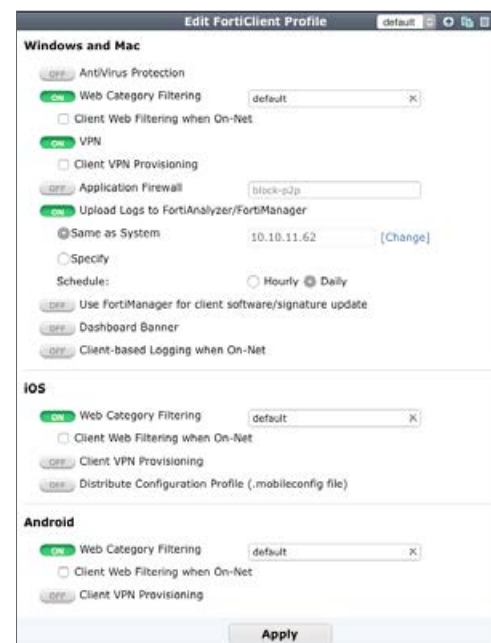 Edit FortiClient Profile default
Windows and Mac
OFF AntiVirus Protection
ON Web Category Filtering default
Client Web Filtering when On-Net
ON VPN
Client VPN Provisioning
OFF Application Firewall block-p2p
ON Upload Logs to FortiAnalyzer/FortiManager
Same as System 10.10.11.62 [Change]
Specify
Schedule: Hourly Daily
OFF Use FortiManager for client software/signature update
OFF Dashboard Banner
OFF Client-based Logging when On-Net
iOS
ON Web Category Filtering default
Client Web Filtering when On-Net
OFF Client VPN Provisioning
OFF Distribute Configuration Profile (.mobileconfig file)
Android
ON Web Category Filtering default
Client Web Filtering when On-Net
OFF Client VPN Provisioning
Apply